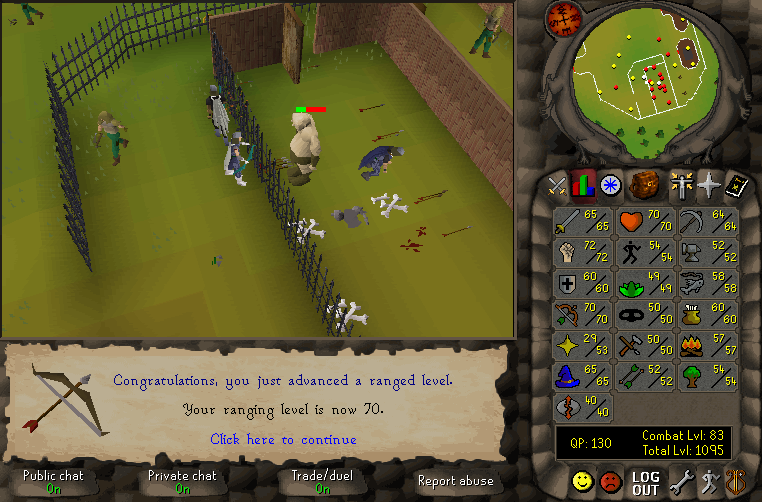 Congratulations, you just advanced a ranged level.
Your ranging level is now 70.
Click here to continue
Public chat
On
Private chat
On
Trade/duel
On
Report abuse
65/65 70/70 64/64
72/72 54/54 52/52
60/60 49/49 58/58
70/70 50/50 60/60
29/53 50/50 57/57
65/65 52/52 54/54
40/40
QP: 130
Combat Lvl: 83
Total Lvl: 1095
LOG
OUT